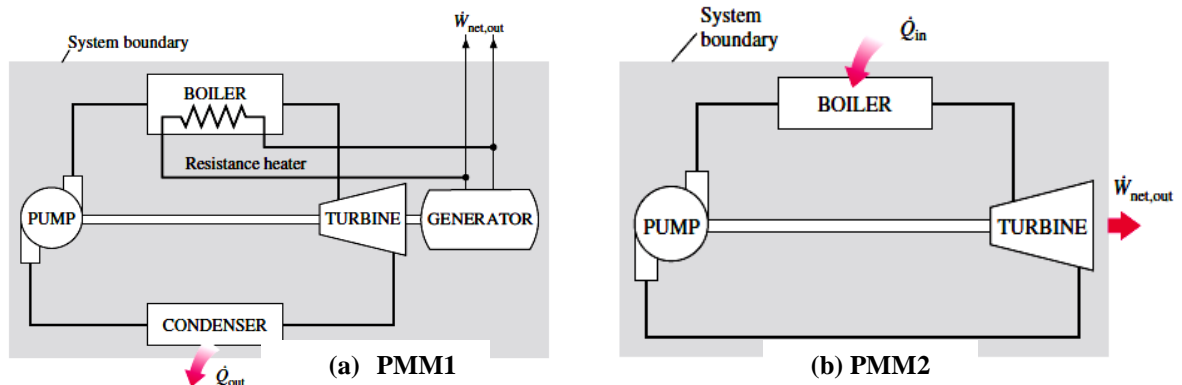 System boundary
Ẇnet,out
BOILER
Resistance heater
PUMP
TURBINE
GENERATOR
CONDENSER
Q̇out
(a) PMM1
System
boundary
Q̇in
BOILER
PUMP
TURBINE
Ẇnet,out
(b) PMM2